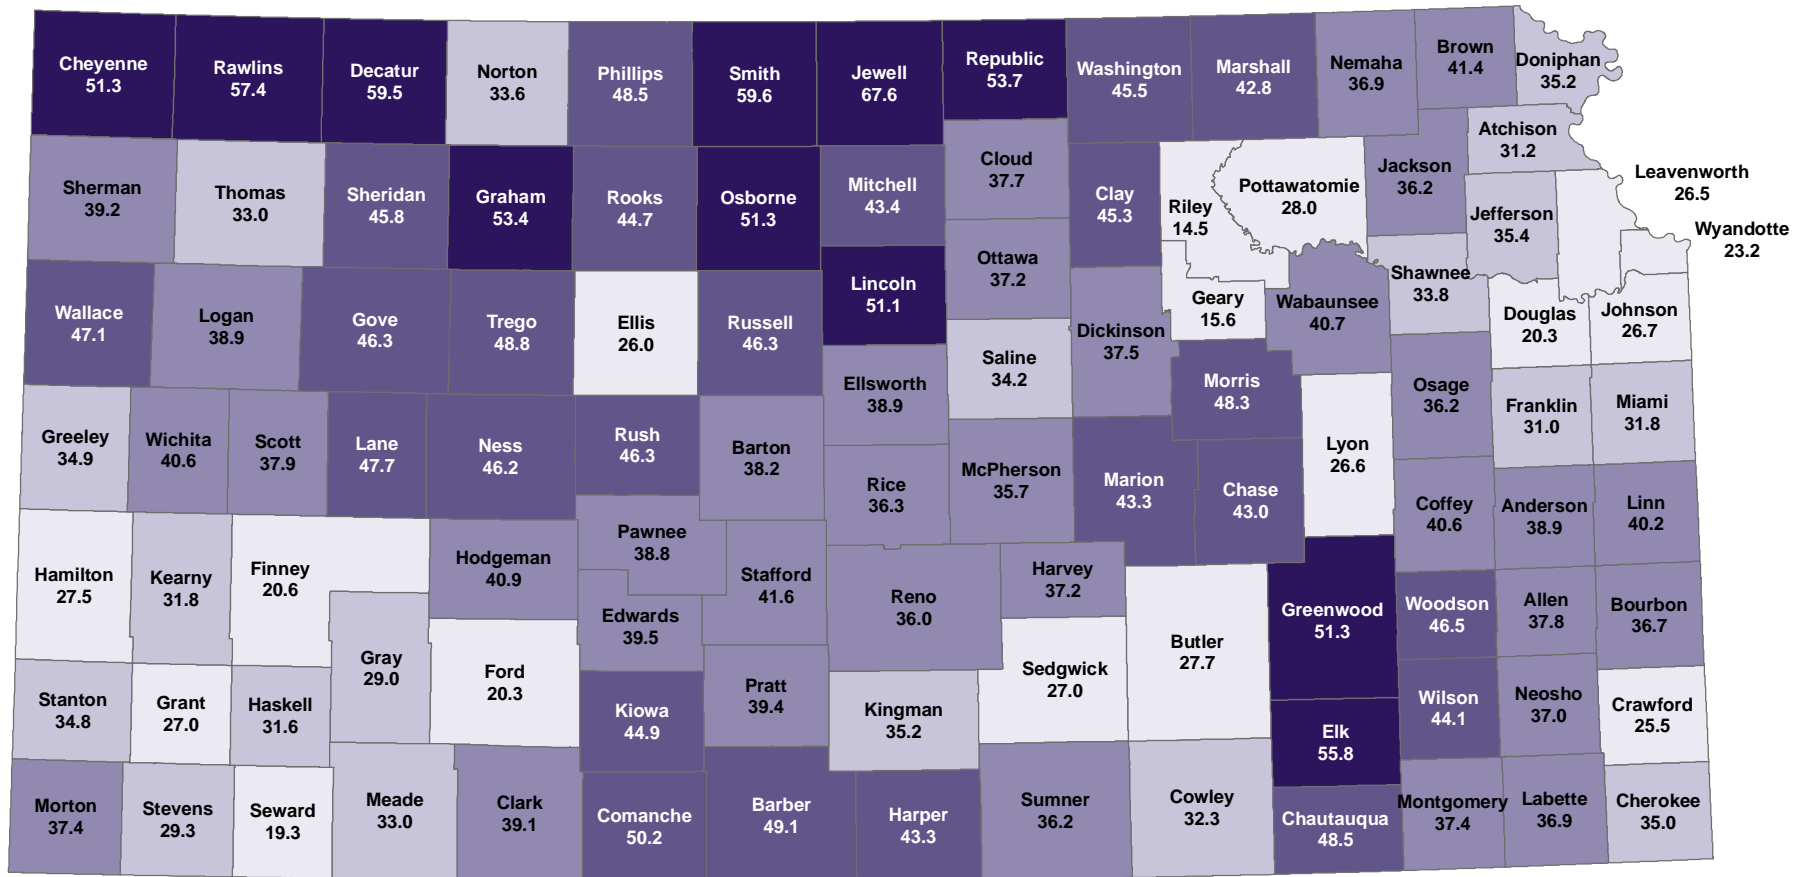 Cheyenne
51.3
Rawlins
57.4
Decatur
59.5
Norton
33.6
Phillips
48.5
Smith
59.6
Jewell
67.6
Republic
53.7
Washington
45.5
Marshall
42.8
Nemaha
36.9
Brown
41.4
Doniphan
35.2
Sherman
39.2
Thomas
33.0
Sheridan
45.8
Graham
53.4
Rooks
44.7
Osborne
51.3
Mitchell
43.4
Cloud
37.7
Clay
45.3
Riley
14.5
Pottawatomie
28.0
Jackson
36.2
Atchison
31.2
Jefferson
35.4
Leavenworth
26.5
Wyandotte
23.2
Wallace
47.1
Logan
38.9
Gove
46.3
Trego
48.8
Ellis
26.0
Russell
46.3
Lincoln
51.1
Ottawa
37.2
Saline
34.2
Dickinson
37.5
Geary
15.6
Wabaunsee
40.7
Shawnee
33.8
Douglas
20.3
Johnson
26.7
Greeley
34.9
Wichita
40.6
Scott
37.9
Lane
47.7
Ness
46.2
Rush
46.3
Barton
38.2
Ellsworth
38.9
Rice
36.3
McPherson
35.7
Marion
43.3
Morris
48.3
Chase
43.0
Lyon
26.6
Osage
36.2
Franklin
31.0
Miami
31.8
Coffey
40.6
Anderson
38.9
Linn
40.2
Hamilton
27.5
Kearny
31.8
Finney
20.6
Hodgeman
40.9
Pawnee
38.8
Edwards
39.5
Stafford
41.6
Reno
36.0
Harvey
37.2
Butler
27.7
Greenwood
51.3
Woodson
46.5
Allen
37.8
Bourbon
36.7
Stanton
34.8
Grant
27.0
Haskell
31.6
Gray
29.0
Ford
20.3
Kiowa
44.9
Pratt
39.4
Kingman
35.2
Sedgwick
27.0
Elk
55.8
Wilson
44.1
Neosho
37.0
Crawford
25.5
Morton
37.4
Stevens
29.3
Seward
19.3
Meade
33.0
Clark
39.1
Comanche
50.2
Barber
49.1
Harper
43.3
Sumner
36.2
Cowley
32.3
Chautauqua
48.5
Montgomery
37.4
Labette
36.9
Cherokee
35.0